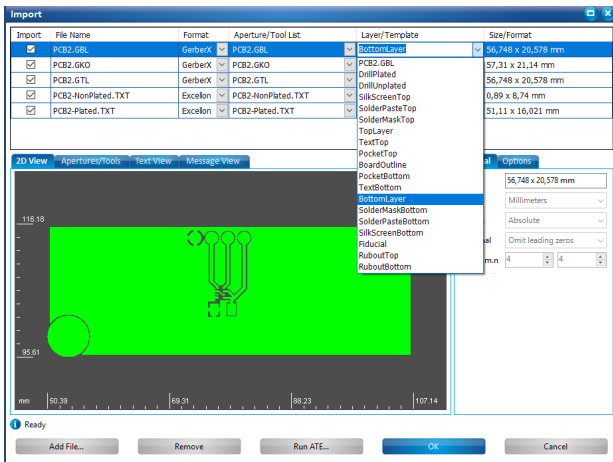 Import
Import File Name Format Aperture/Tool List Layer/Template Size/Format
PCB2.GBL GerberX PCB2.GBL BottomLayer 56,748 x 20,578 mm
PCB2.GKO GerberX PCB2.GKO 57,31 x 21,14 mm
PCB2.GTL GerberX PCB2.GTL 56,748 x 20,578 mm
PCB2-NonPlated.TXT Excellon PCB2-NonPlated.TXT 0,89 x 8,74 mm
PCB2-Plated.TXT Excellon PCB2-Plated.TXT 51,11 x 16,021 mm
PCB2.GBL
DrillPlated
DrillUnplated
SilkScreenTop
SolderPasteTop
SolderMaskTop
TopLayer
TextTop
PocketTop
BoardOutline
PocketBottom
TextBottom
BottomLayer
SolderMaskBottom
SolderPasteBottom
SilkScreenBottom
Fiducial
RuboutTop
RuboutBottom
2D View Apertures/Tools Text View Message View
al Options
56,748 x 20,578 mm
Millimeters
Absolute
al Omit leading zeros
m.n 4 4
116.18
95.61
mm 50.39 69.31 88.23 107.14
Ready
Add File... Remove Run ATE... OK Cancel